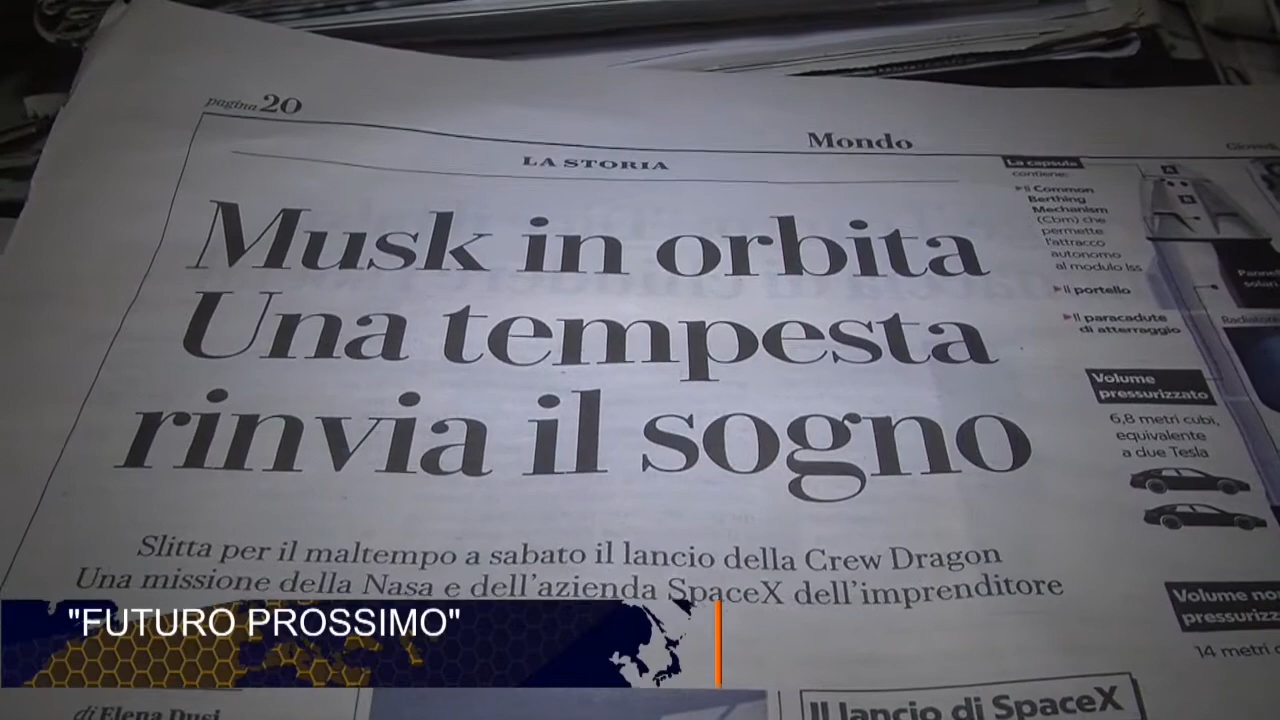 pagina 20
Mondo
LA STORIA
Musk in orbita
Una tempesta
rinvia il sogno
Slitta per il maltempo a sabato il lancio della Crew Dragon
Una missione della Nasa e dell'azienda SpaceX dell'imprenditore
La capsula
contiene:
Il Common
Berthing
Mechanism
(Cbm) che
permette
l'attracco
autonomo
al modulo Iss
Il portello
Il paracadute
di atterraggio
Volume
pressurizzato
6,8 metri cubi,
equivalente
a due Tesla
Volume
14 metri
"FUTURO PROSSIMO"
di Elena Dusi
Il lancio di SpaceX